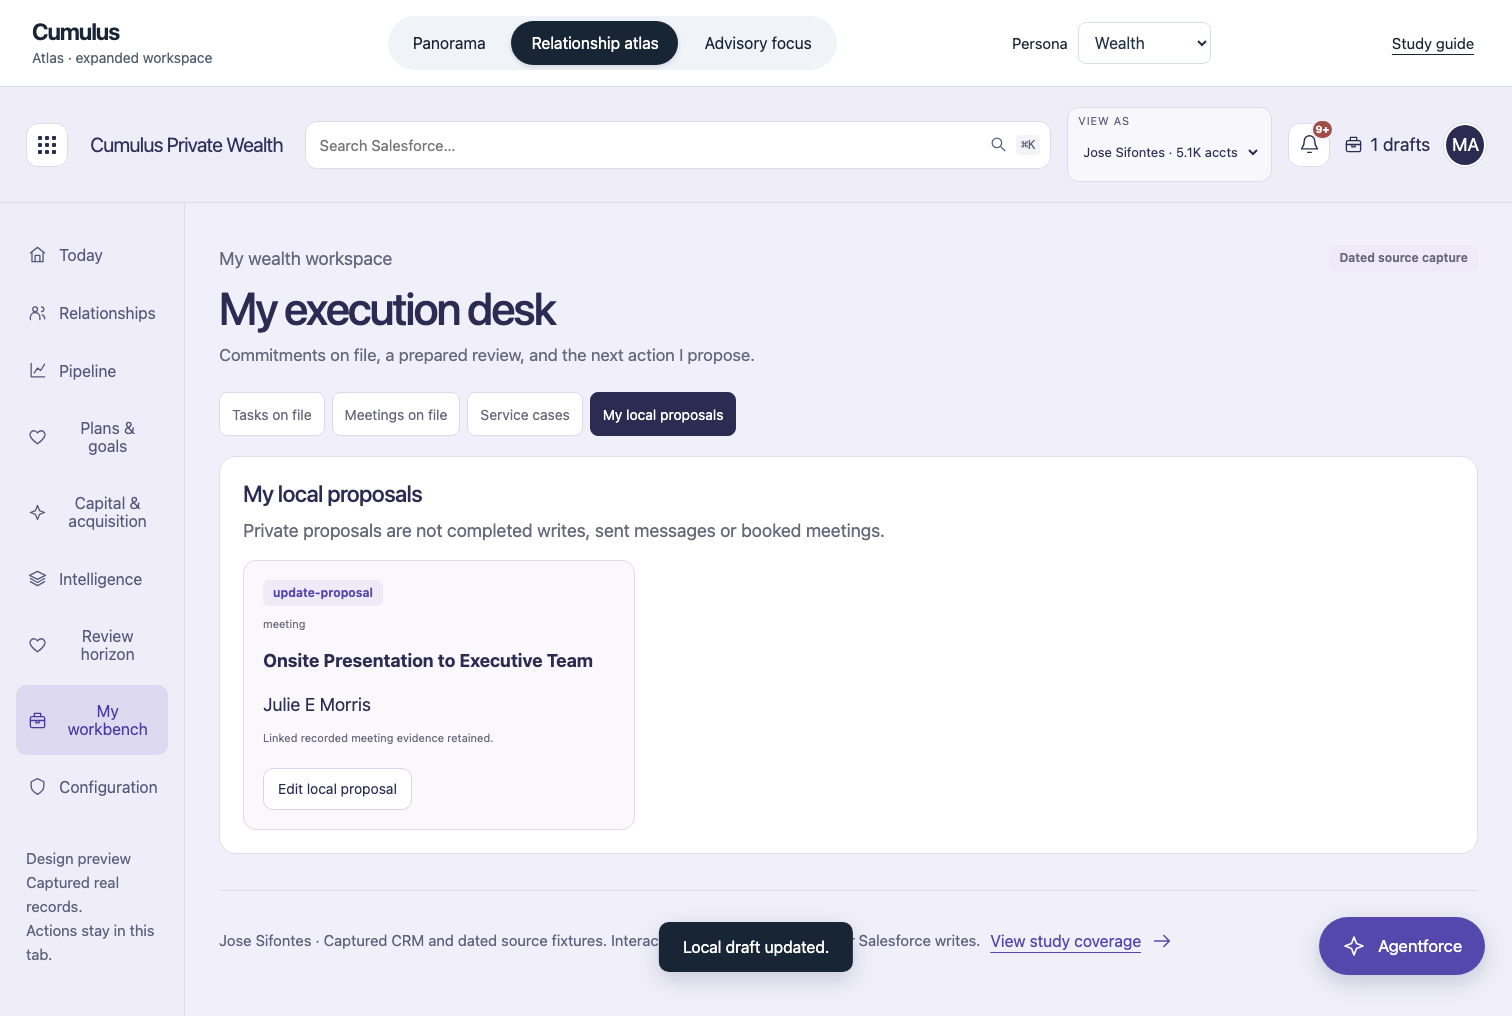 Cumulus
Atlas · expanded workspace
Panorama
Relationship atlas
Advisory focus
Persona
Wealth
Study guide
Cumulus Private Wealth
Search Salesforce...
⌘K
VIEW AS
Jose Sifontes · 5.1K accts
9+
1 drafts
MA
Today
Relationships
Pipeline
Plans &
goals
Capital &
acquisition
Intelligence
Review
horizon
My
workbench
Configuration
Design preview
Captured real
records.
Actions stay in this
tab.
My wealth workspace
Dated source capture
My execution desk
Commitments on file, a prepared review, and the next action I propose.
Tasks on file
Meetings on file
Service cases
My local proposals
My local proposals
Private proposals are not completed writes, sent messages or booked meetings.
update-proposal
meeting
Onsite Presentation to Executive Team
Julie E Morris
Linked recorded meeting evidence retained.
Edit local proposal
Jose Sifontes · Captured CRM and dated source fixtures. Salesforce writes. View study coverage
Local draft updated.
Agentforce